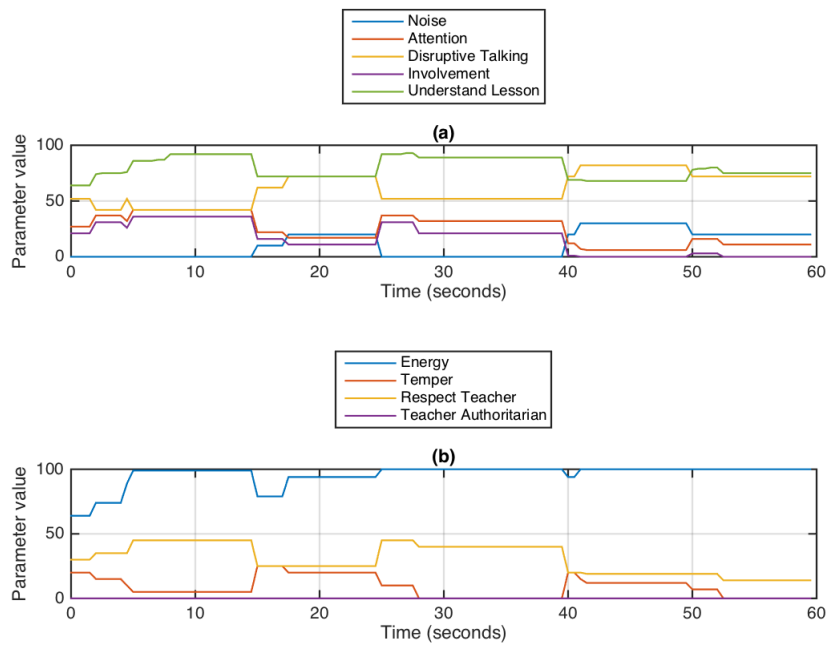 Noise
Attention
Disruptive Talking
Involvement
Understand Lesson
(a)
100
50
0
Parameter value
0 10 20 30 40 50 60
Time (seconds)
Energy
Temper
Respect Teacher
Teacher Authoritarian
(b)
100
50
0
Parameter value
0 10 20 30 40 50 60
Time (seconds)